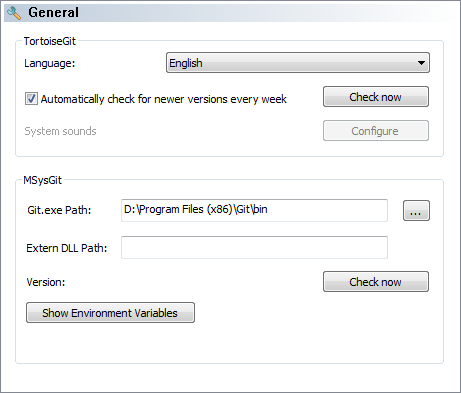 General
TortoiseGit
Language: English
Automatically check for newer versions every week Check now
System sounds Configure
MSysGit
Git.exe Path: D:\Program Files (x86)\Git\bin ...
Extern DLL Path:
Version: Check now
Show Environment Variables